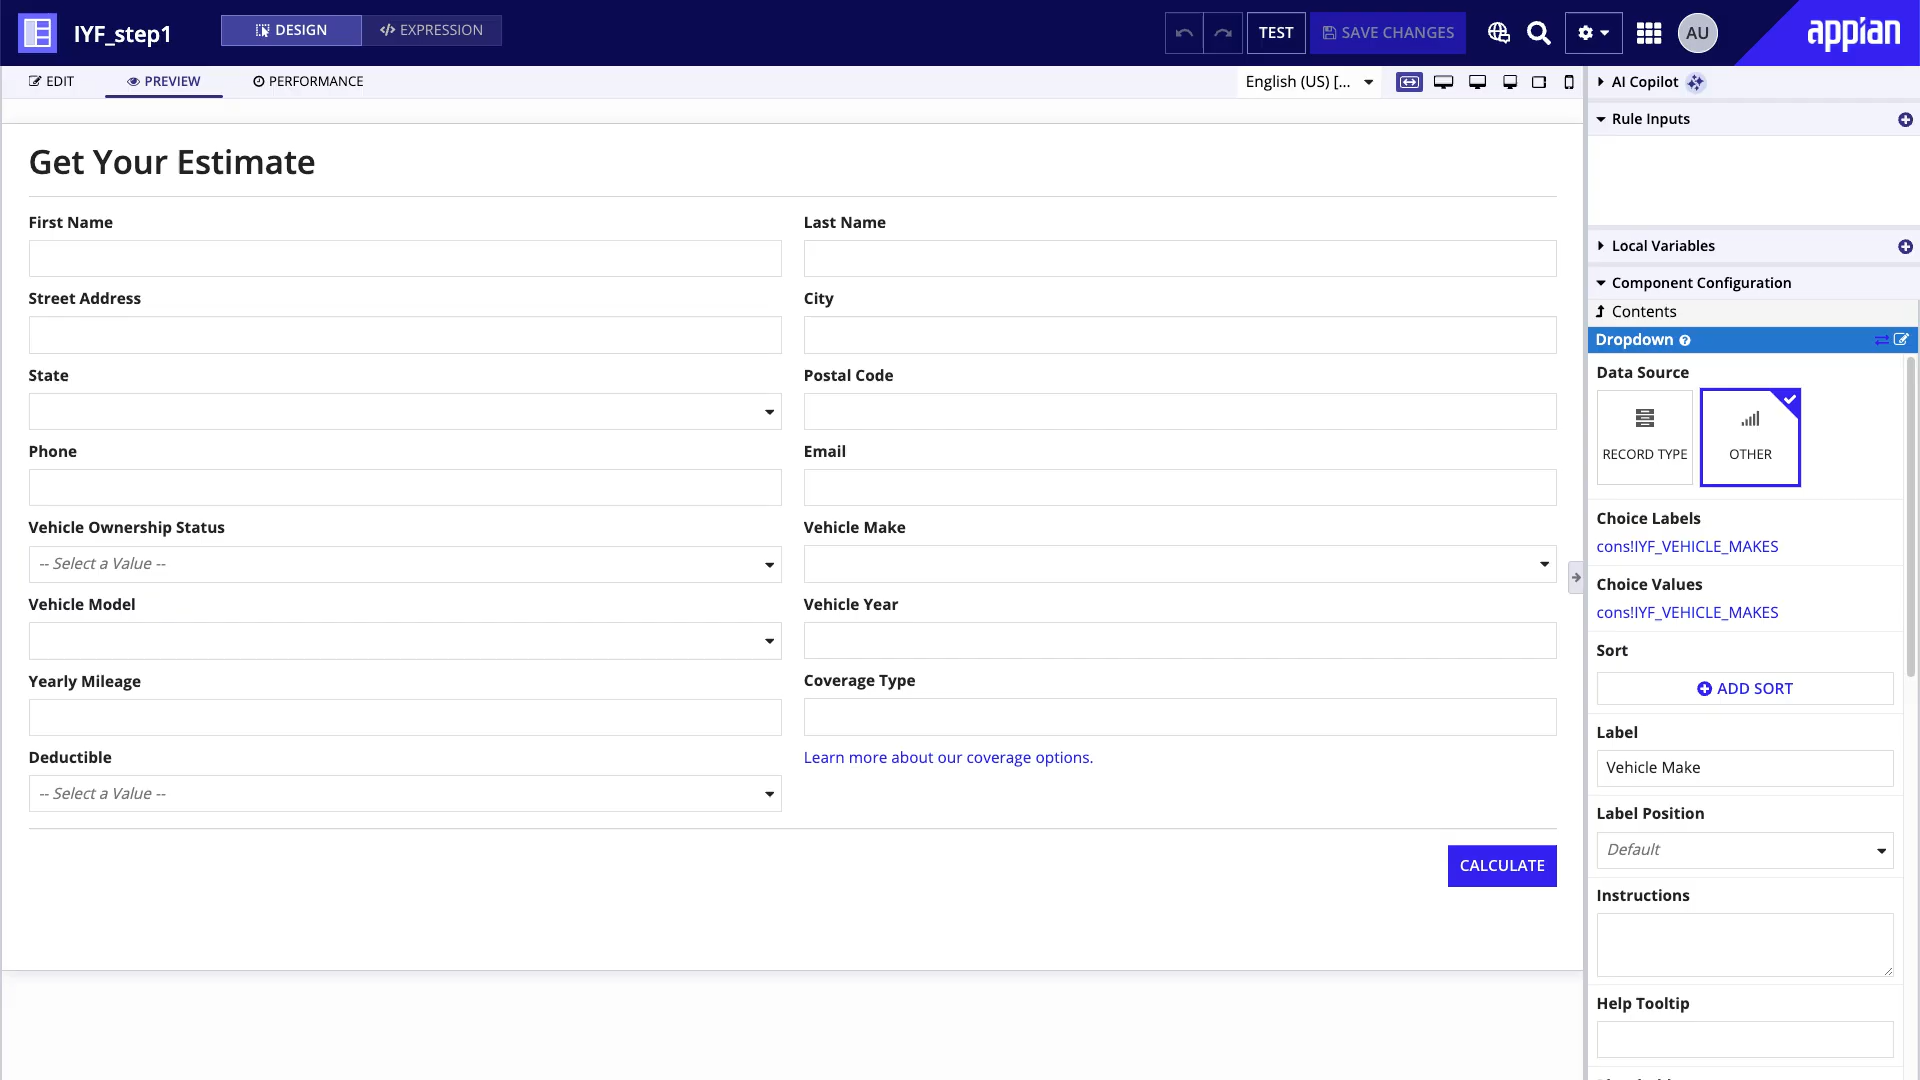 IYF_step1
DESIGN
</> EXPRESSION
TEST
SAVE CHANGES
AU
appian
EDIT
PREVIEW
PERFORMANCE
English (US) [...
AI Copilot
Rule Inputs
Get Your Estimate
First Name
Last Name
Street Address
City
State
Postal Code
Phone
Email
Vehicle Ownership Status
-- Select a Value --
Vehicle Make
Vehicle Model
Vehicle Year
Yearly Mileage
Coverage Type
Deductible
-- Select a Value --
Learn more about our coverage options.
CALCULATE
Local Variables
Component Configuration
Contents
Dropdown
Data Source
RECORD TYPE
OTHER
Choice Labels
cons!IYF_VEHICLE_MAKES
Choice Values
cons!IYF_VEHICLE_MAKES
Sort
ADD SORT
Label
Vehicle Make
Label Position
Default
Instructions
Help Tooltip